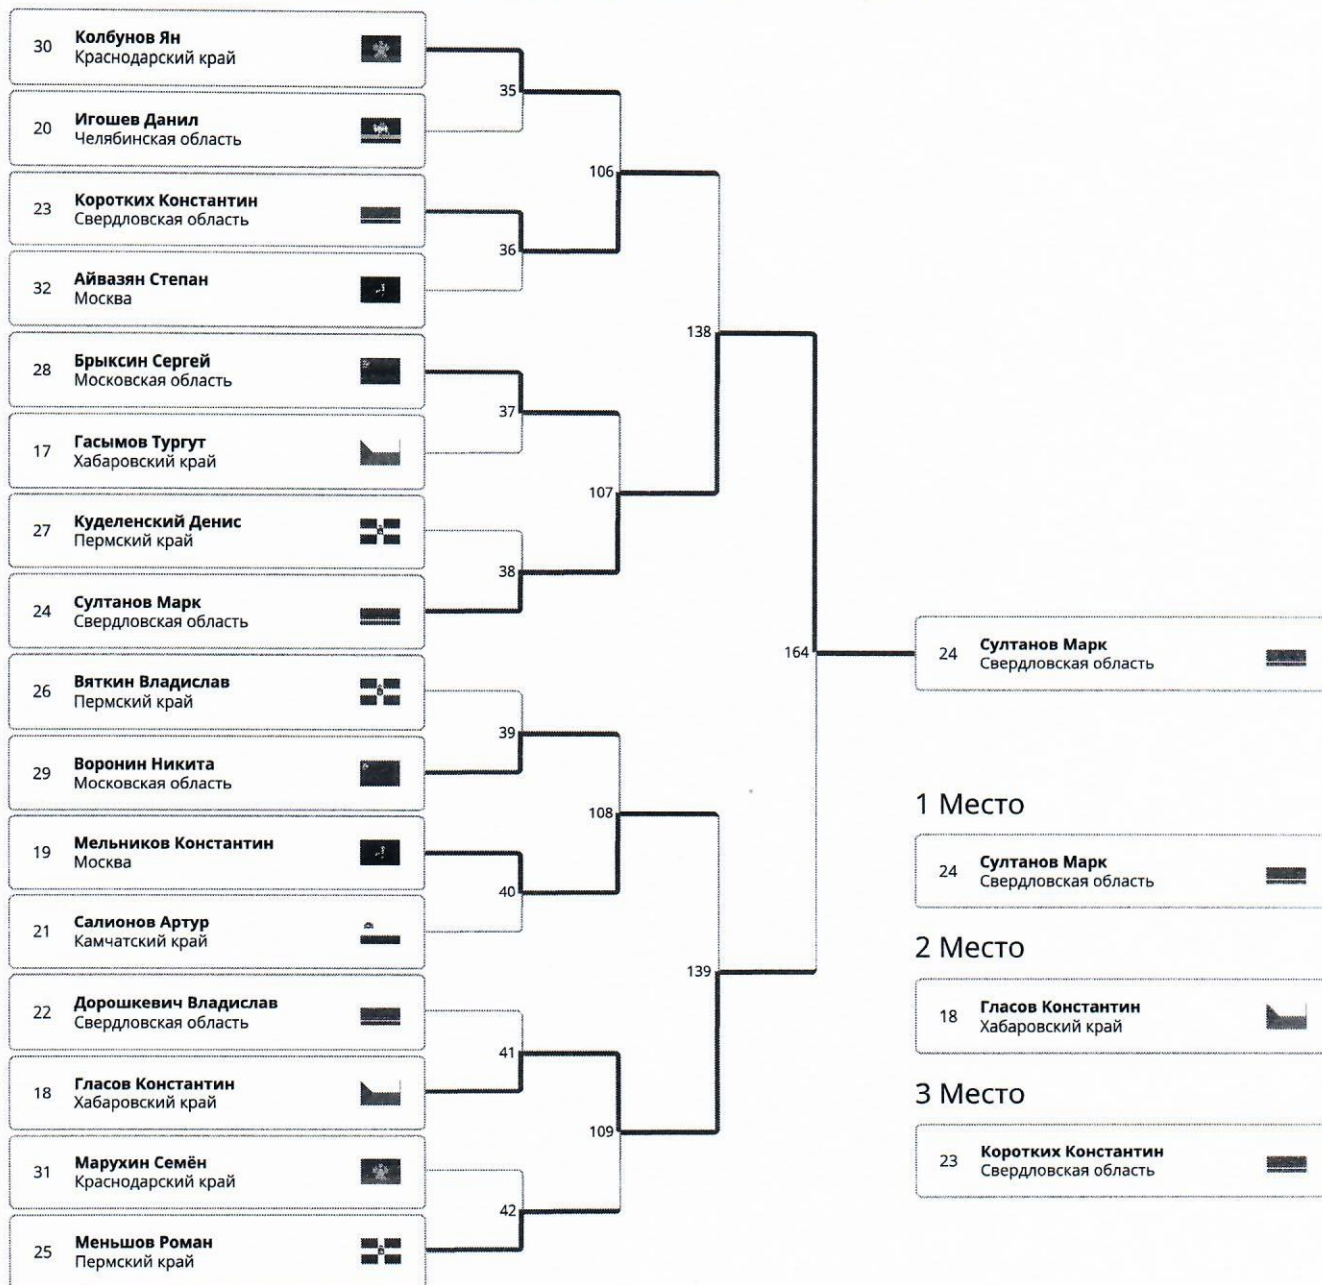 30
Колбунов Ян
Краснодарский край
20
Игошев Данил
Челябинская область
23
Коротких Константин
Свердловская область
32
Айвазян Степан
Москва
28
Брыксин Сергей
Московская область
17
Гасымов Тургут
Хабаровский край
27
Куделенский Денис
Пермский край
24
Султанов Марк
Свердловская область
26
Вяткин Владислав
Пермский край
29
Воронин Никита
Московская область
19
Мельников Константин
Москва
21
Салионов Артур
Камчатский край
22
Дорошкевич Владислав
Свердловская область
18
Гласов Константин
Хабаровский край
31
Марухин Семён
Краснодарский край
25
Меньшов Роман
Пермский край
35
36
37
38
39
40
41
42
106
107
108
109
138
139
164
24
Султанов Марк
Свердловская область
1 Место
24
Султанов Марк
Свердловская область
2 Место
18
Гласов Константин
Хабаровский край
3 Место
23
Коротких Константин
Свердловская область